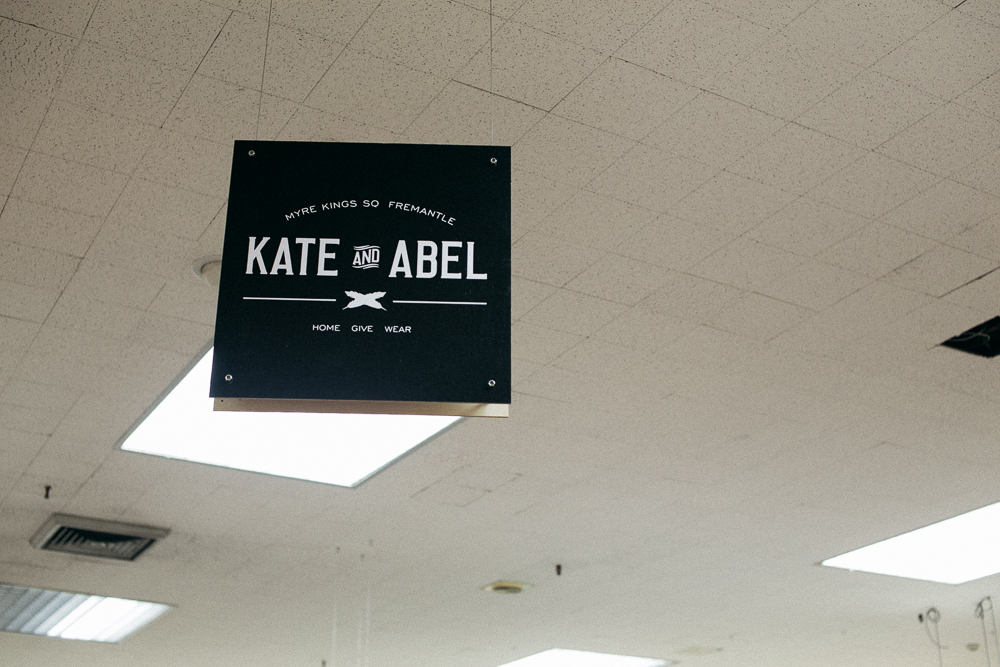 MYRE KINGS SQ FREMANTLE
KATE AND ABEL
HOME GIVE WEAR